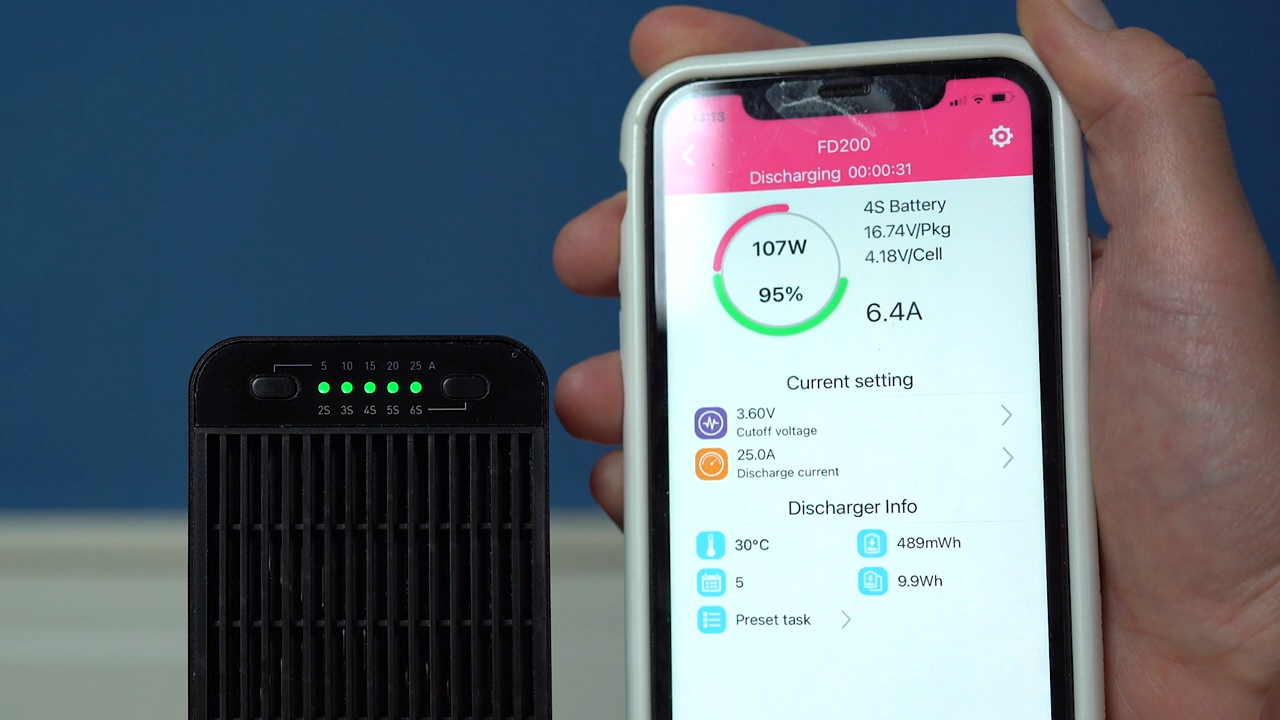 5 10 15 20 25 A
2S 3S 4S 5S 6S
13:13
FD200
Discharging 00:00:31
107W
95%
4S Battery
16.74V/Pkg
4.18V/Cell
6.4A
Current setting
3.60V
Cutoff voltage
25.0A
Discharge current
Discharger Info
30°C
489mWh
5
9.9Wh
Preset task